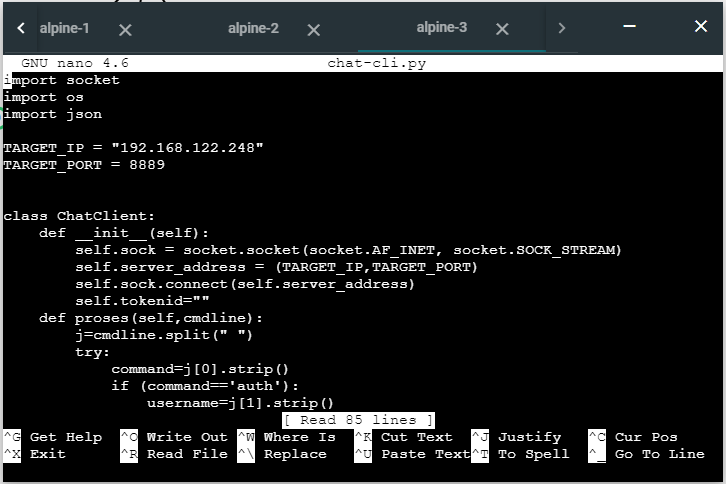 alpine-1
alpine-2
alpine-3
GNU nano 4.6 chat-cli.py
import socket
import os
import json
TARGET_IP = "192.168.122.248"
TARGET_PORT = 8889
class ChatClient:
    def __init__(self):
        self.sock = socket.socket(socket.AF_INET, socket.SOCK_STREAM)
        self.server_address = (TARGET_IP,TARGET_PORT)
        self.sock.connect(self.server_address)
        self.tokenid=""
    def proses(self,cmdline):
        j=cmdline.split(" ")
        try:
            command=j[0].strip()
            if (command=='auth'):
                username=j[1].strip()
[ Read 85 lines ]
^G Get Help ^O Write Out ^W Where Is ^K Cut Text ^J Justify ^C Cur Pos
^X Exit ^R Read File ^\ Replace ^U Paste Text ^T To Spell ^_ Go To Line